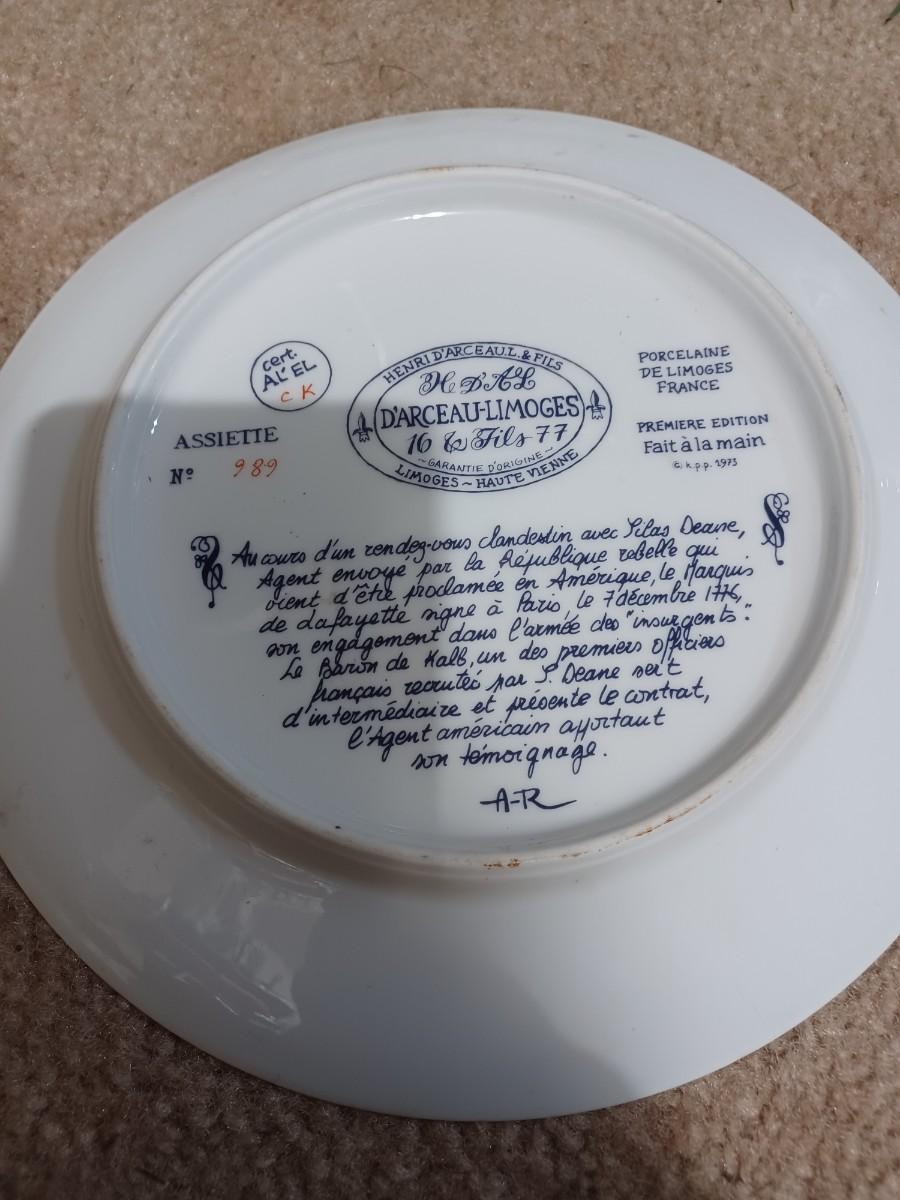 cert.
AL'EL
C K
ASSIETTE
Nº 989
HENRI D'ARCEAU L. & FILS
H D'AL
D'ARCEAU-LIMOGES
16 & Fils 77
~GARANTIE D'ORIGINE~
LIMOGES ~ HAUTE VIENNE
PORCELAINE
DE LIMOGES
FRANCE
PREMIERE EDITION
Fait à la main
© k.p.p. 1973
Au cours d'un rendez-vous clandestin avec Silas Deane,
Agent envoyé par la République rebelle qui
vient d'être proclamée en Amérique, le Marquis
de Lafayette signe à Paris, le 7 décembre 1776,
son engagement dans l'armée des "insurgents".
Le Baron de Kalb, un des premiers officiers
français recrutés par S. Deane sert
d'intermédiaire et présente le contrat,
l'Agent américain apportant
son témoignage.
A-R